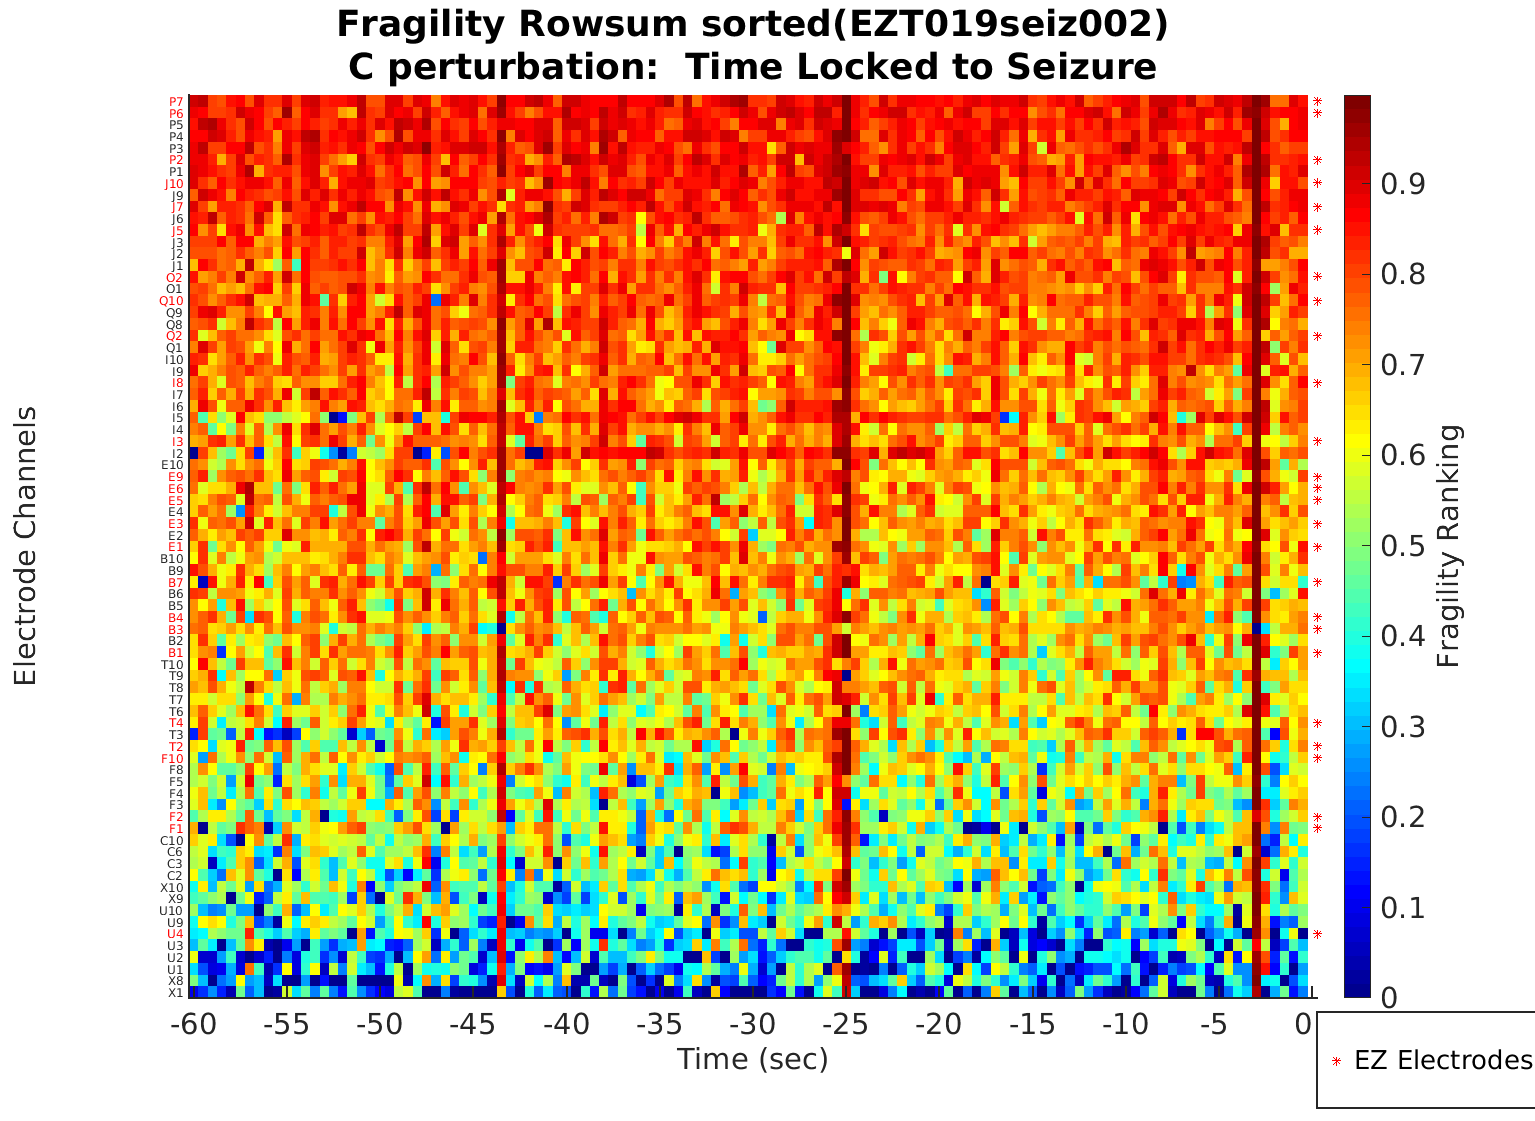 Fragility Rowsum sorted(EZT019seiz002)
C perturbation:  Time Locked to Seizure
Electrode Channels
P7
P6
P5
P4
P3
P2
P1
J10
J9
J7
J6
J5
J3
J2
J1
O2
O1
Q10
Q9
Q8
Q2
Q1
I10
I9
I8
I7
I6
I5
I4
I3
I2
E10
E9
E6
E5
E4
E3
E2
E1
B10
B9
B7
B6
B5
B4
B3
B2
B1
T10
T9
T8
T7
T6
T4
T3
T2
F10
F8
F5
F4
F3
F2
F1
C10
C6
C3
C2
X10
X9
U10
U9
U4
U3
U2
U1
X8
X1
-60 -55 -50 -45 -40 -35 -30 -25 -20 -15 -10 -5 0
Time (sec)
0.9
0.8
0.7
0.6
0.5
0.4
0.3
0.2
0.1
0
Fragility Ranking
EZ Electrodes